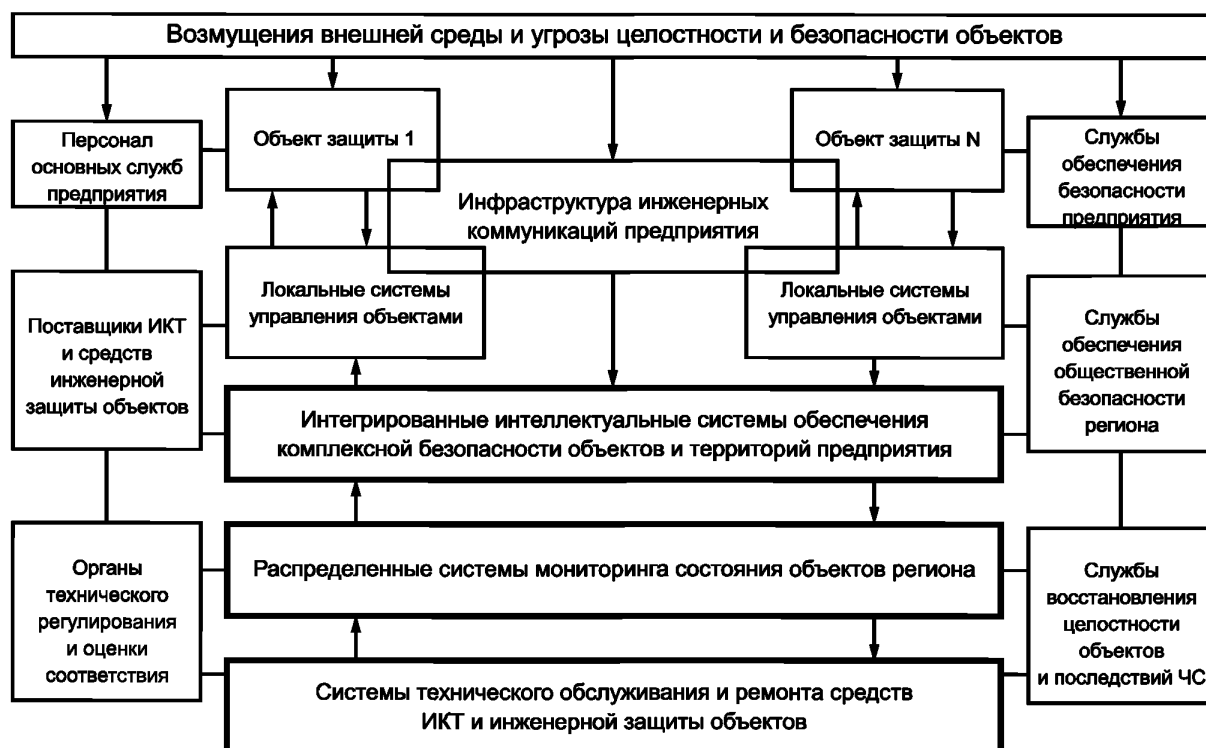 Возмущения внешней среды и угрозы целостности и безопасности объектов
Персонал
основных служб
предприятия
Объект защиты 1
Объект защиты N
Службы
обеспечения
безопасности
предприятия
Инфраструктура инженерных
коммуникаций предприятия
Поставщики ИКТ
и средств
инженерной
защиты объектов
Локальные системы
управления объектами
Локальные системы
управления объектами
Службы
обеспечения
общественной
безопасности
региона
Интегрированные интеллектуальные системы обеспечения
комплексной безопасности объектов и территорий предприятия
Органы
технического
регулирования
и оценки
соответствия
Распределенные системы мониторинга состояния объектов региона
Службы
восстановления
целостности
объектов
и последствий ЧС
Системы технического обслуживания и ремонта средств
ИКТ и инженерной защиты объектов